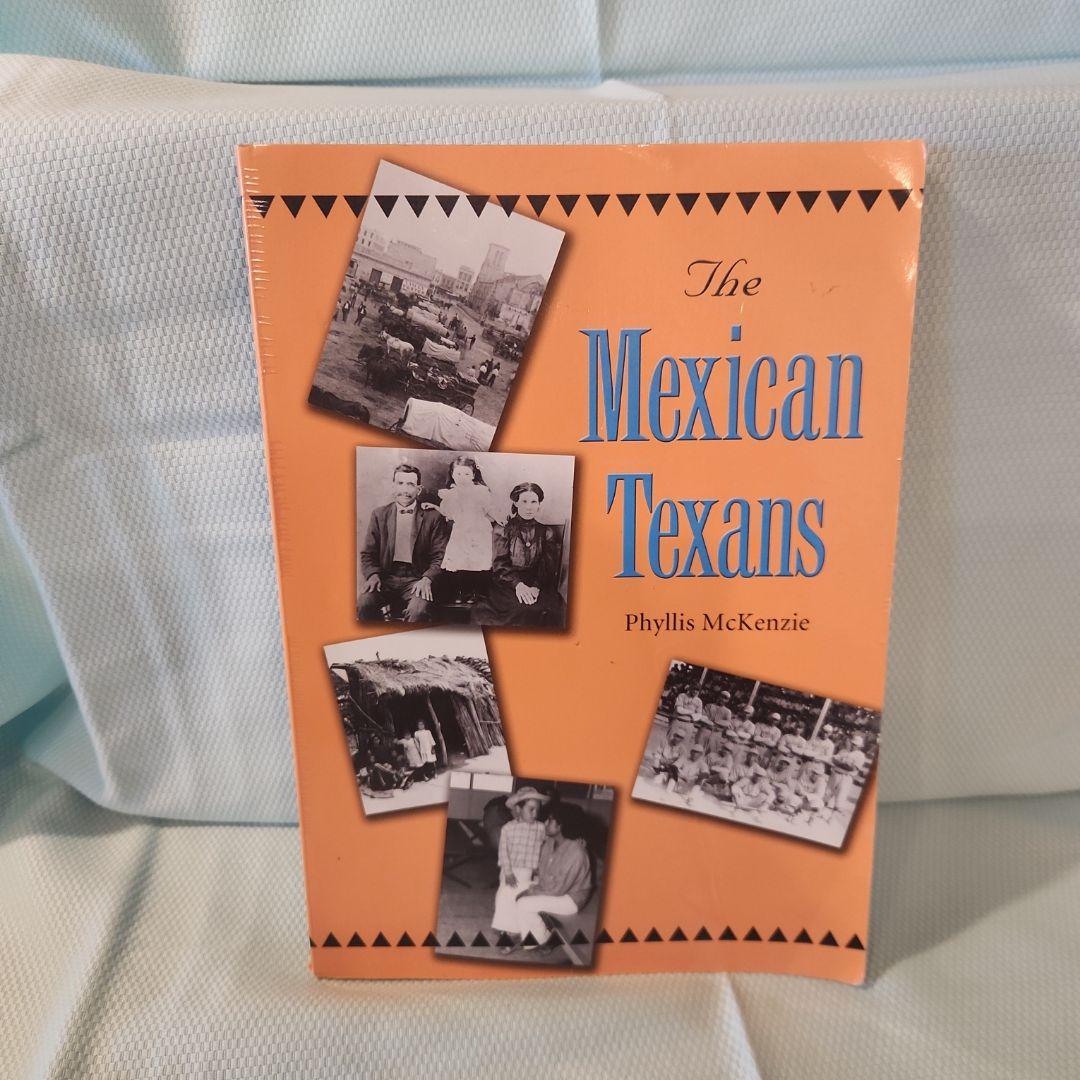 The
Mexican
Texans
Phyllis McKenzie